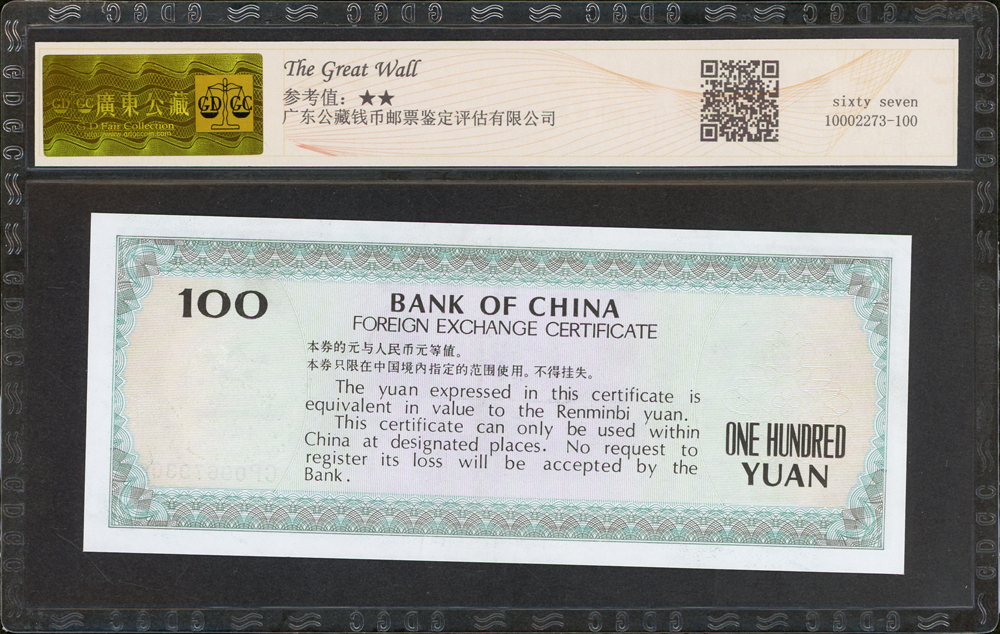 GDGC 廣東公藏
G D Fair Collection
http://www.gdgccoin.com
GD GC
The Great Wall
参考值：★★
广东公藏钱币邮票鉴定评估有限公司
sixty seven
10002273-100
100
BANK OF CHINA
FOREIGN EXCHANGE CERTIFICATE
本券的元与人民币元等值。
本券只限在中国境内指定的范围使用。不得挂失。
The yuan expressed in this certificate is
equivalent in value to the Renminbi yuan.
This certificate can only be used within
China at designated places. No request to
register its loss will be accepted by the
Bank.
ONE HUNDRED
YUAN